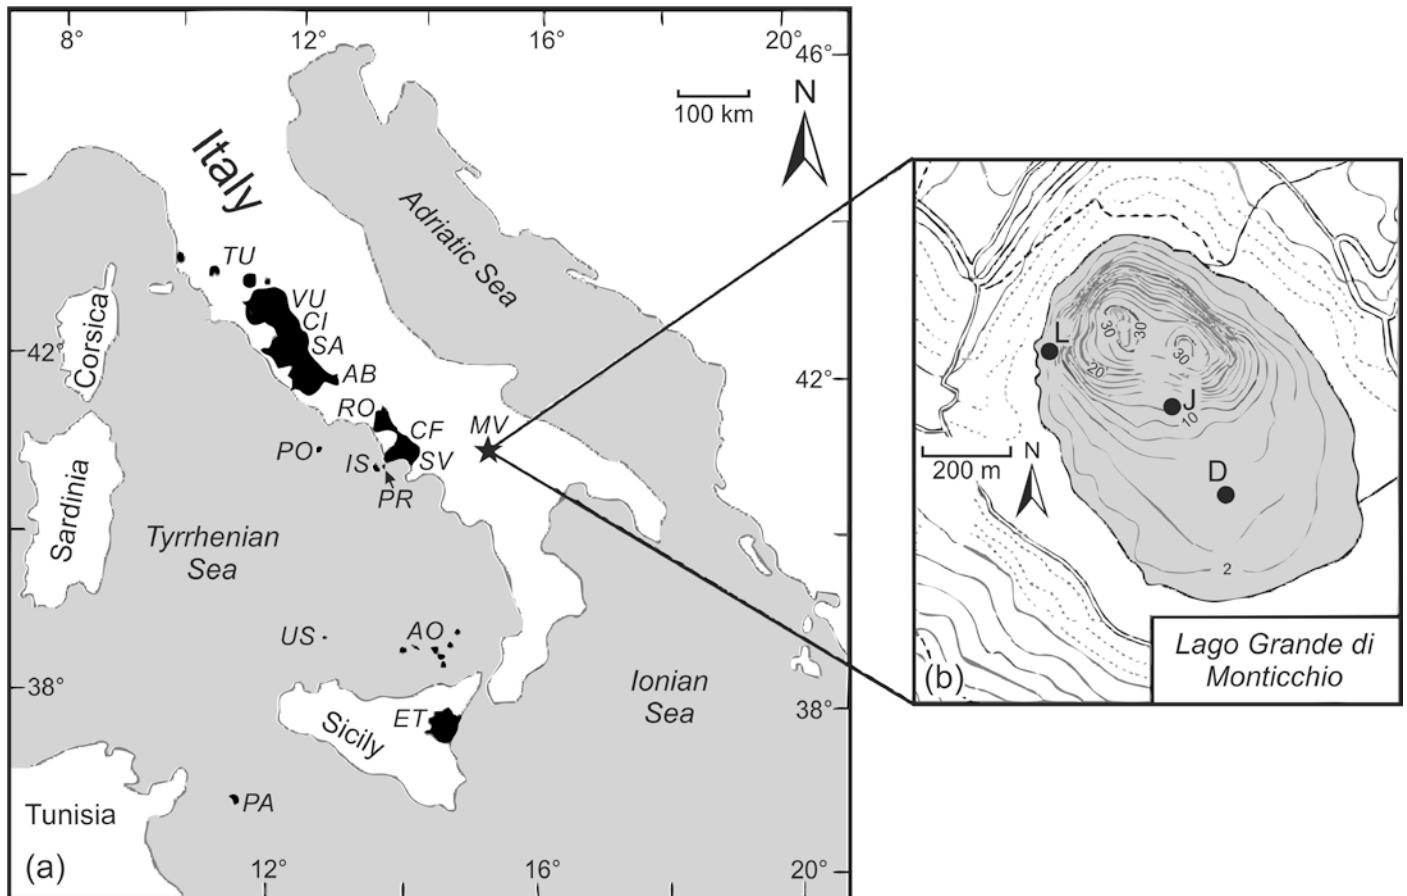 8°
12°
16°
20°
46°
100 km
N
Italy
Adriatic Sea
TU
VU
CI
SA
AB
RO
CF
SV
MV
PO
IS
PR
42°
42°
Corsica
Sardinia
Tyrrhenian
Sea
US
AO
38°
38°
Ionian
Sea
ET
Sicily
PA
Tunisia
(a)
12°
16°
20°
30
30
30
20
L
J
10
D
200 m
N
2
(b)
Lago Grande di
Monticchio